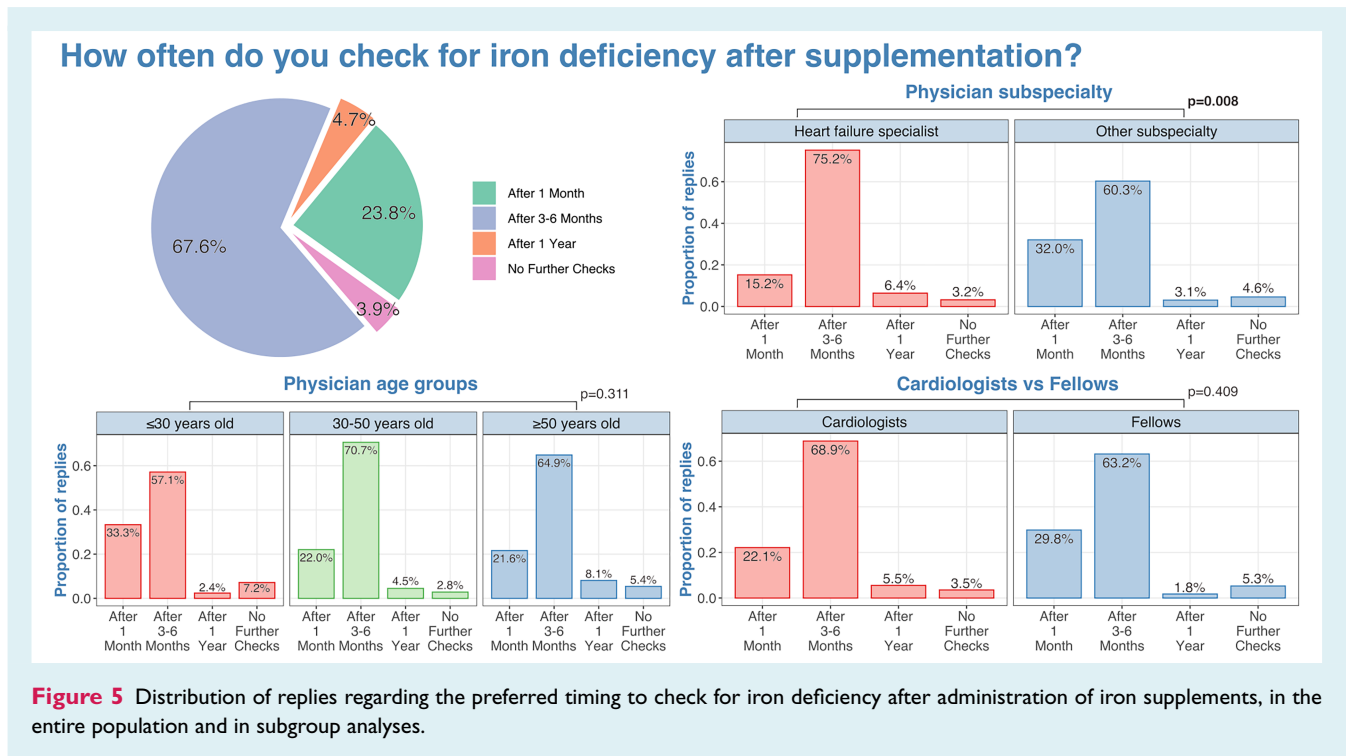 How often do you check for iron deficiency after supplementation?
4.7%
23.8%
67.6%
3.9%
After 1 Month
After 3-6 Months
After 1 Year
No Further Checks
Physician subspecialty
p=0.008
Heart failure specialist
Other subspecialty
Proportion of replies
0.6
0.4
0.2
0.0
15.2%
75.2%
6.4%
3.2%
32.0%
60.3%
3.1%
4.6%
After After After No After After After No
1 3-6 1 Further 1 3-6 1 Further
Month Months Year Checks Month Months Year Checks
Physician age groups
p=0.311
≤30 years old
30-50 years old
≥50 years old
Proportion of replies
0.6
0.4
0.2
0.0
33.3%
57.1%
2.4%
7.2%
22.0%
70.7%
4.5%
2.8%
21.6%
64.9%
8.1%
5.4%
After After After No After After After No After After After No
1 3-6 1 Further 1 3-6 1 Further 1 3-6 1 Further
Month Months Year Checks Month Months Year Checks Month Months Year Checks
Cardiologists vs Fellows
p=0.409
Cardiologists
Fellows
Proportion of replies
0.6
0.4
0.2
0.0
22.1%
68.9%
5.5%
3.5%
29.8%
63.2%
1.8%
5.3%
After After After No After After After No
1 3-6 1 Further 1 3-6 1 Further
Month Months Year Checks Month Months Year Checks
Figure 5 Distribution of replies regarding the preferred timing to check for iron deficiency after administration of iron supplements, in the
entire population and in subgroup analyses.